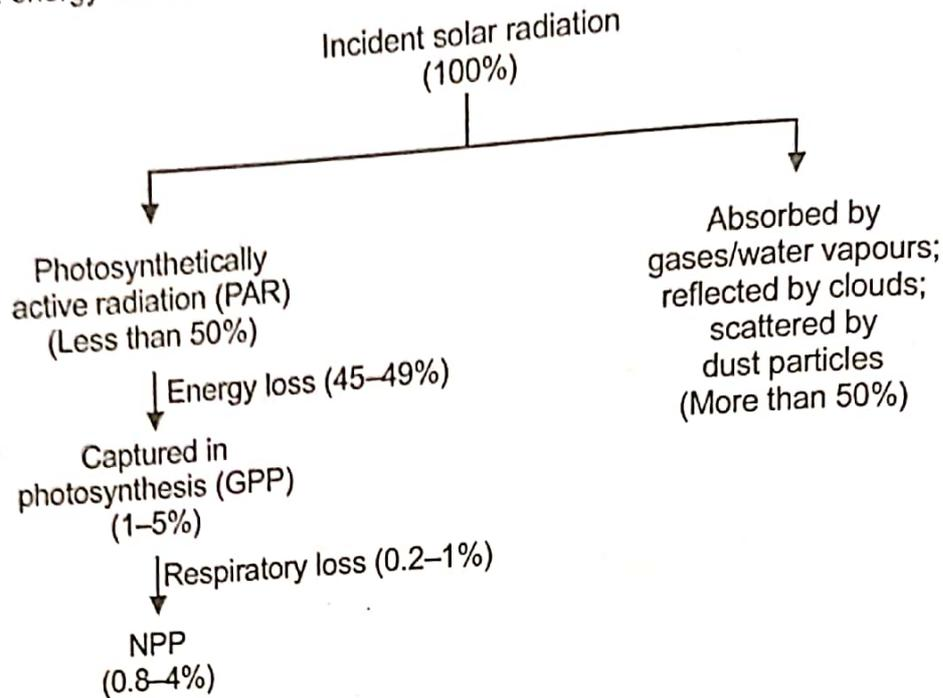 Incident solar radiation
(100%)
Photosynthetically
active radiation (PAR)
(Less than 50%)
Energy loss (45–49%)
Captured in
photosynthesis (GPP)
(1–5%)
Respiratory loss (0.2–1%)
NPP
(0.8–4%)
Absorbed by
gases/water vapours;
reflected by clouds;
scattered by
dust particles
(More than 50%)